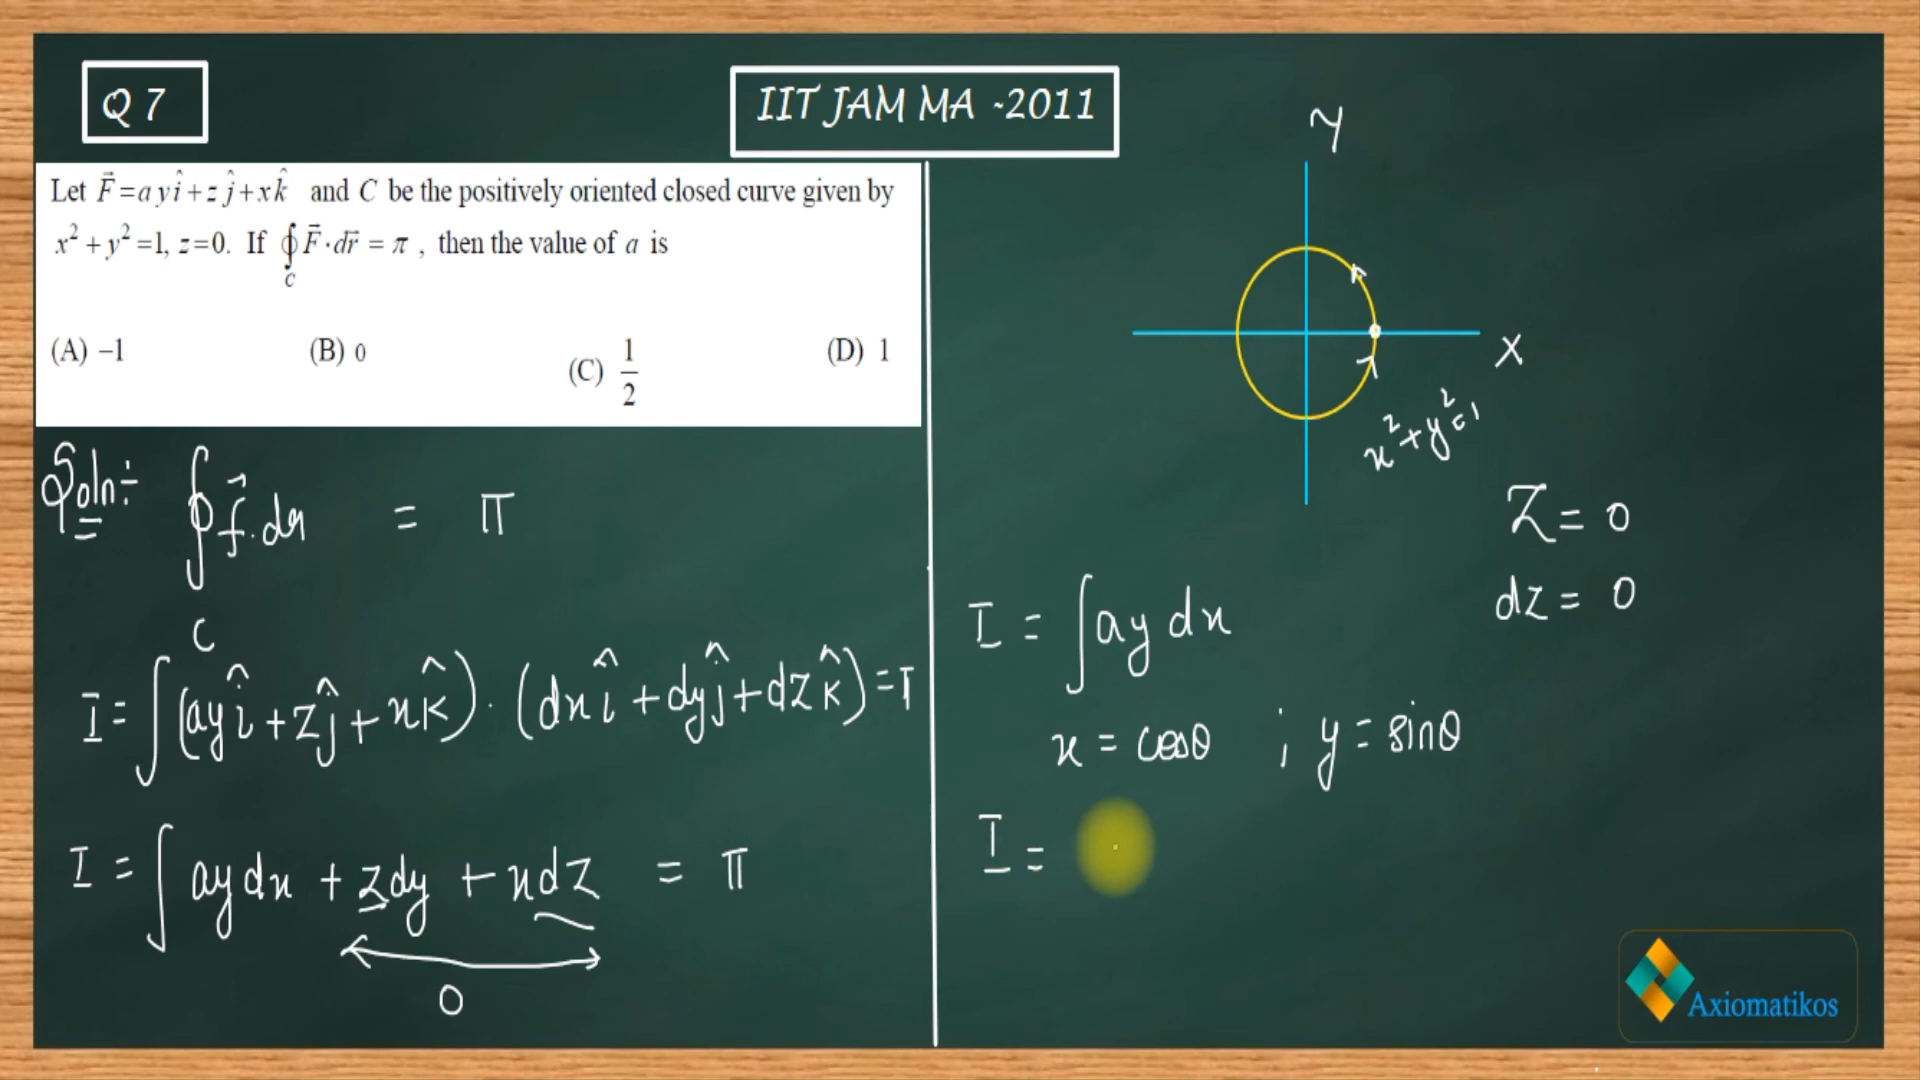 Q 7
IIT JAM MA -2011
Let F⃗ = a y î + z ĵ + x k̂ and C be the positively oriented closed curve given by
x² + y² = 1, z = 0. If ∮_C F⃗ · dr⃗ = π , then the value of a is
(A) −1
(B) 0
(C) 1/2
(D) 1
Y
X
x² + y² = 1
Soln:- ∮_C f⃗.dr = π
I = ∫(ay î + z ĵ + x k̂) . (dx î + dy ĵ + dz k̂) = π
I = ∫ ay dx + z dy + x dz = π
0
Z = 0
dz = 0
I = ∫ ay dx
x = cosθ ; y = sinθ
I =
Axiomatikos